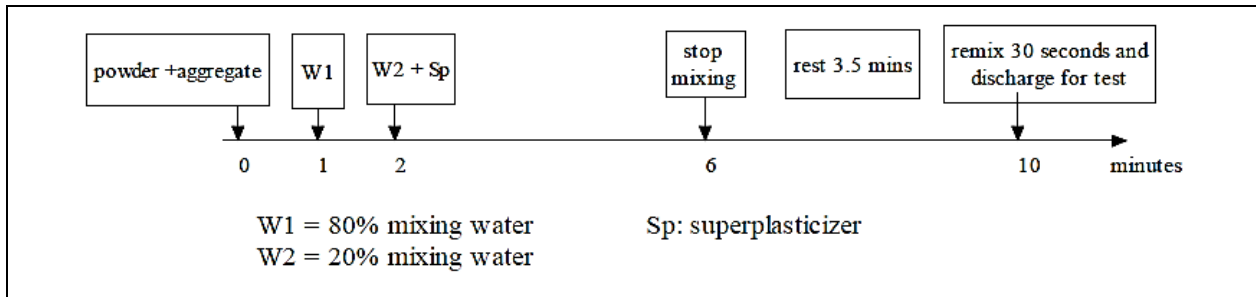 powder +aggregate
W1
W2 + Sp
stop
mixing
rest 3.5 mins
remix 30 seconds and
discharge for test
0
1
2
6
10
minutes
W1 = 80% mixing water
Sp: superplasticizer
W2 = 20% mixing water